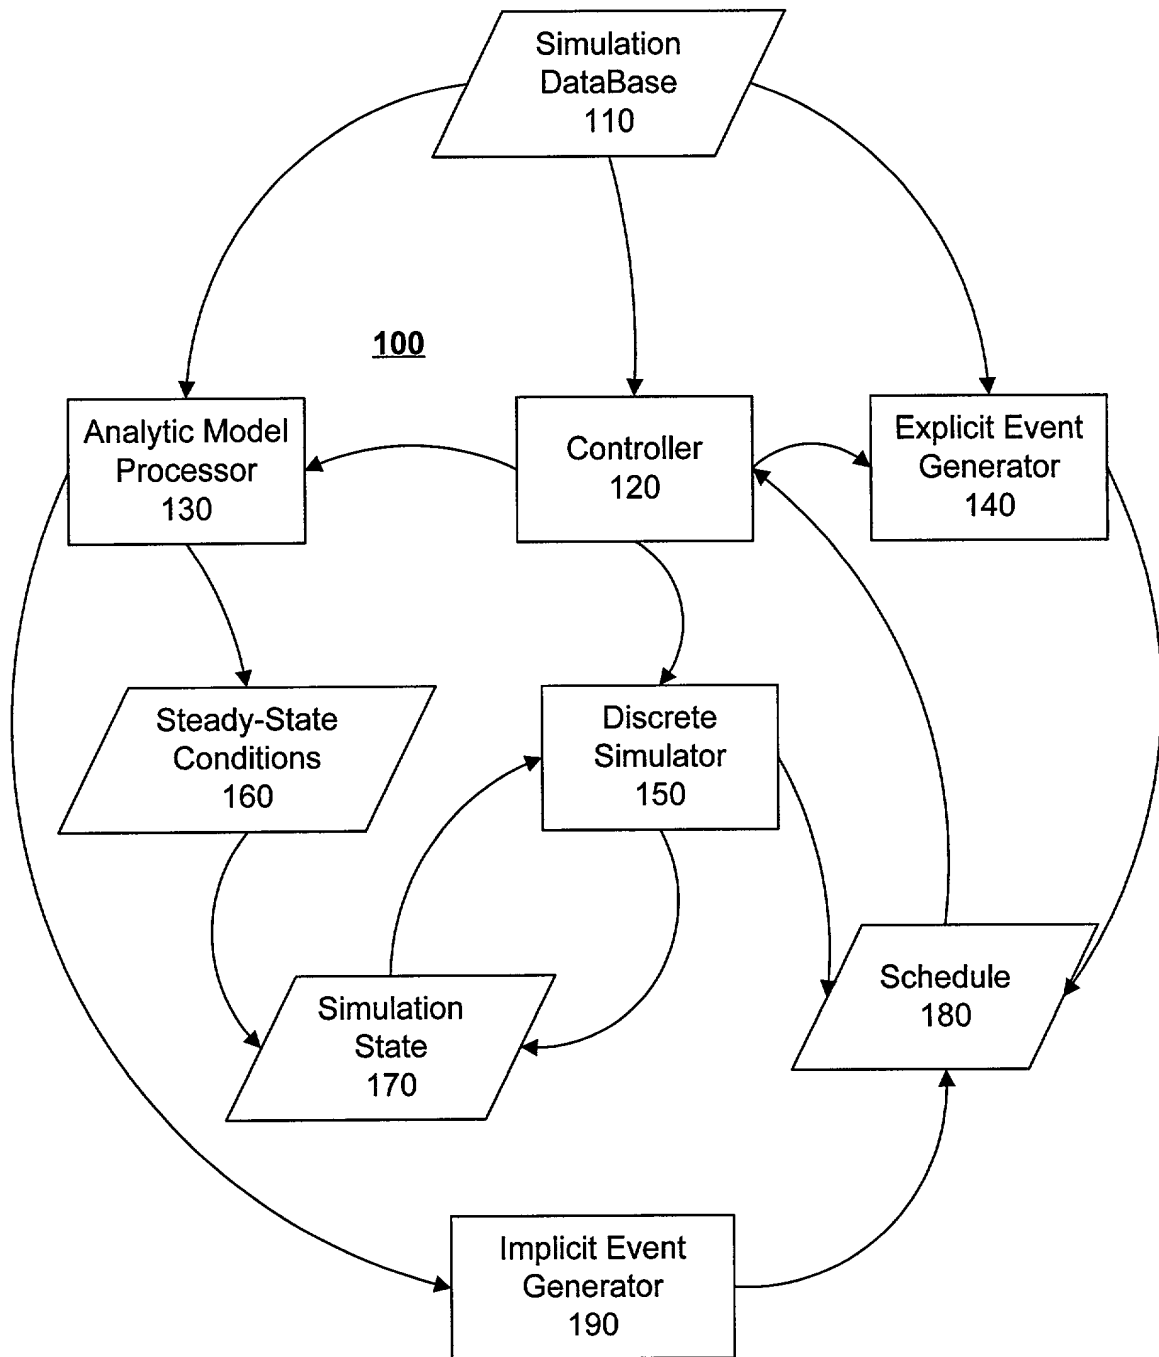 Simulation
DataBase
110
100
Analytic Model
Processor
130
Controller
120
Explicit Event
Generator
140
Steady-State
Conditions
160
Discrete
Simulator
150
Simulation
State
170
Schedule
180
Implicit Event
Generator
190